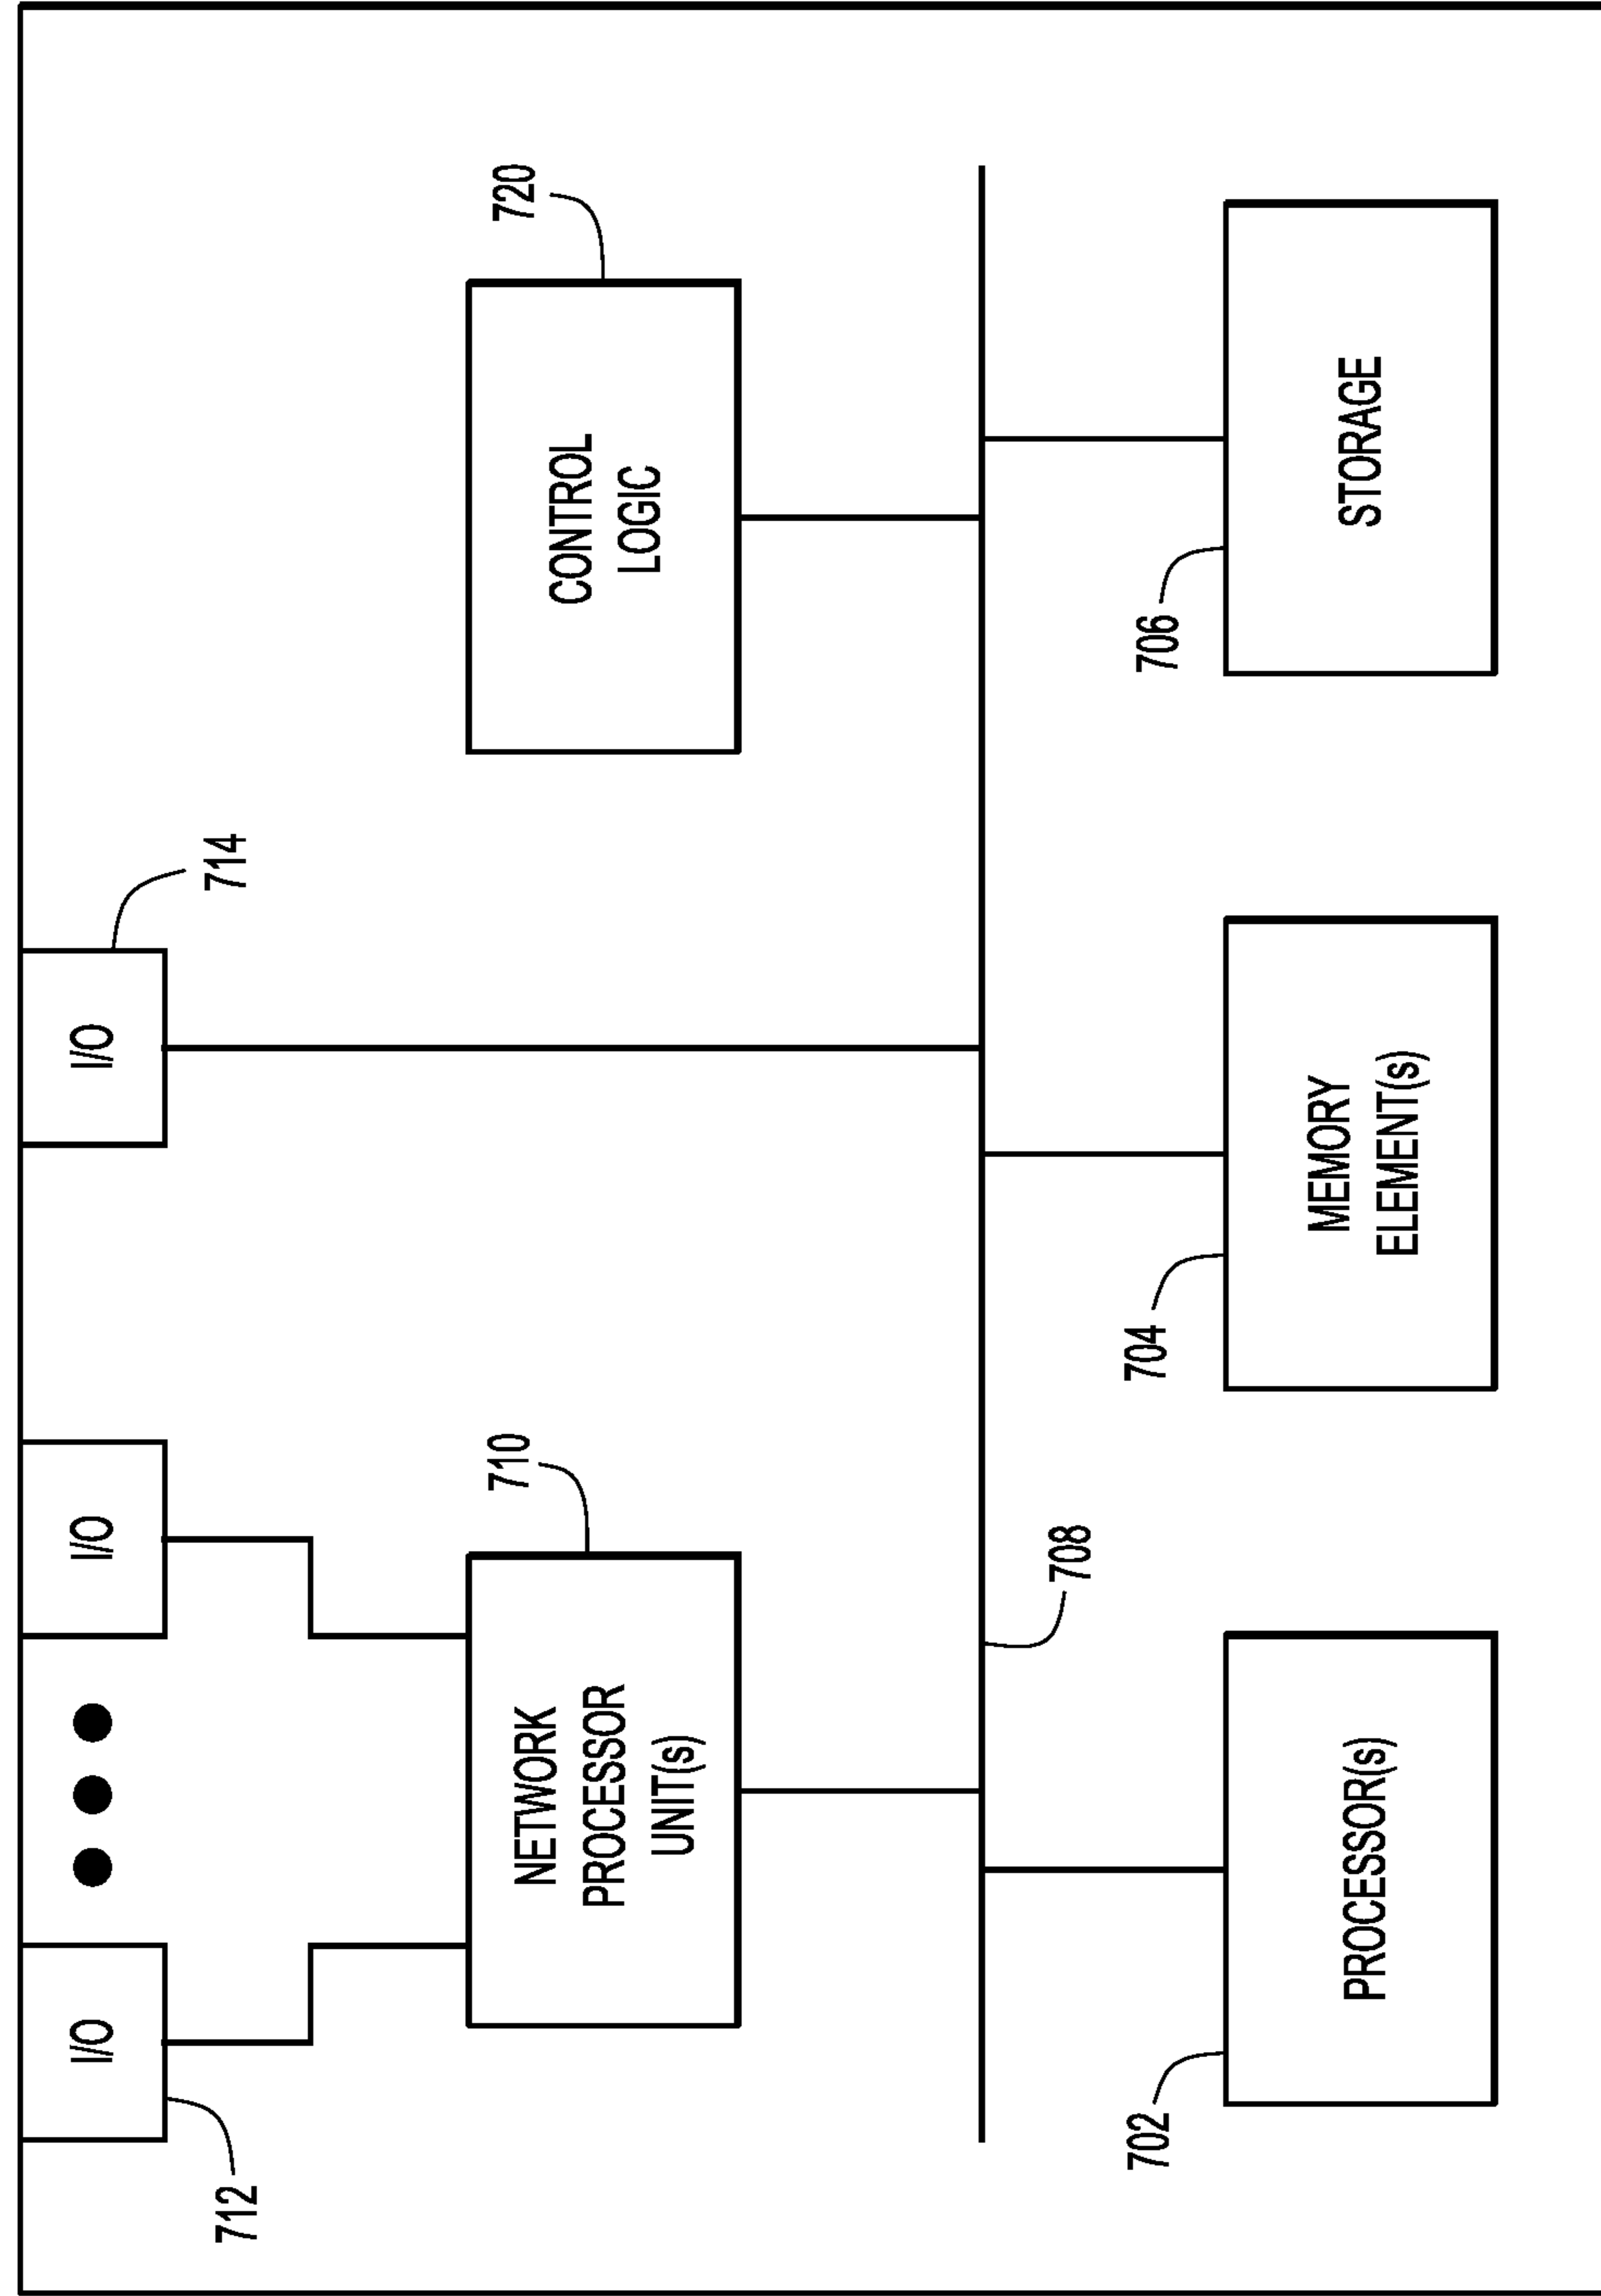 I/O
I/O
I/O
712
714
710
720
NETWORK
PROCESSOR
UNIT(s)
CONTROL
LOGIC
708
702
704
706
PROCESSOR(s)
MEMORY
ELEMENT(s)
STORAGE